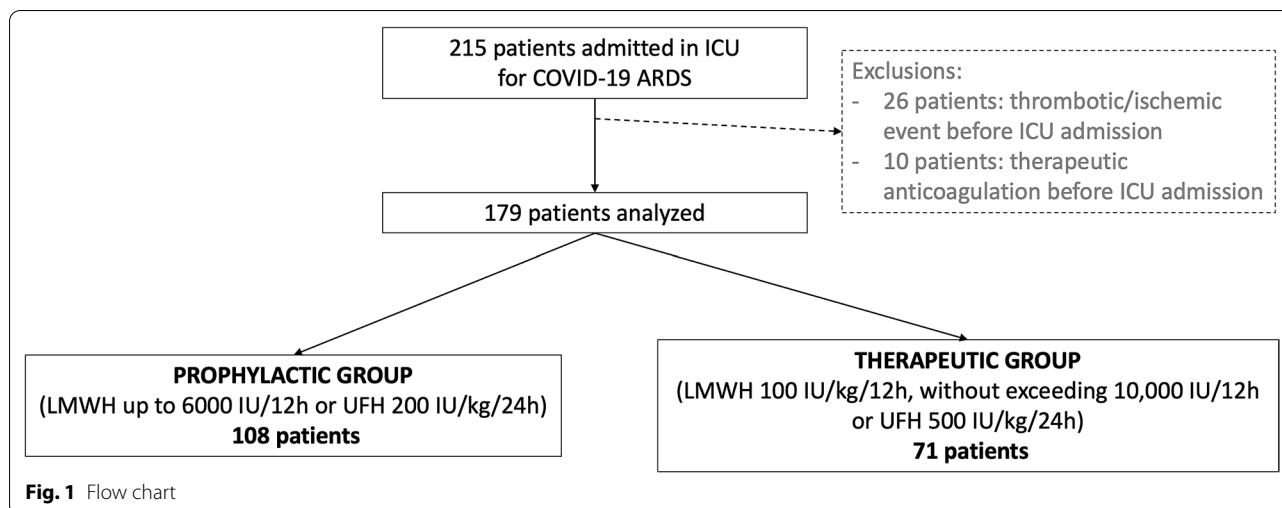 215 patients admitted in ICU
for COVID-19 ARDS
Exclusions:
- 26 patients: thrombotic/ischemic
event before ICU admission
- 10 patients: therapeutic
anticoagulation before ICU admission
179 patients analyzed
PROPHYLACTIC GROUP
(LMWH up to 6000 IU/12h or UFH 200 IU/kg/24h)
108 patients
THERAPEUTIC GROUP
(LMWH 100 IU/kg/12h, without exceeding 10,000 IU/12h
or UFH 500 IU/kg/24h)
71 patients
Fig. 1 Flow chart